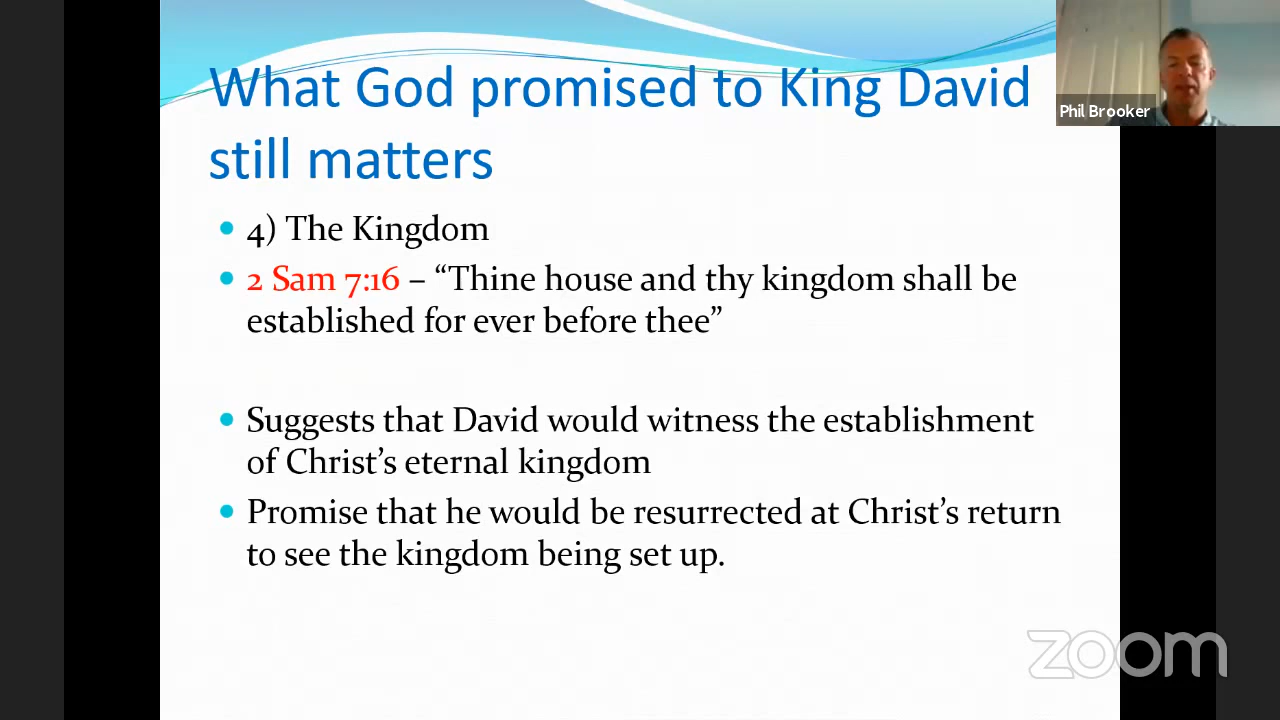 What God promised to King David
still matters
Phil Brooker
• 4) The Kingdom
• 2 Sam 7:16 – “Thine house and thy kingdom shall be
established for ever before thee”
• Suggests that David would witness the establishment
of Christ’s eternal kingdom
• Promise that he would be resurrected at Christ’s return
to see the kingdom being set up.
zoom